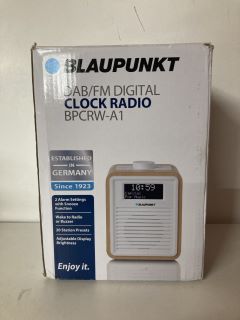 BLAUPUNKT
DAB/FM DIGITAL
CLOCK RADIO
BPCRW-A1
ESTABLISHED
IN
GERMANY
Since 1923
2 Alarm Settings
with Snooze
Function
Wake to Radio
or Buzzer
20 Station Presets
Adjustable Display
Brightness
10:59
Enjoy it.